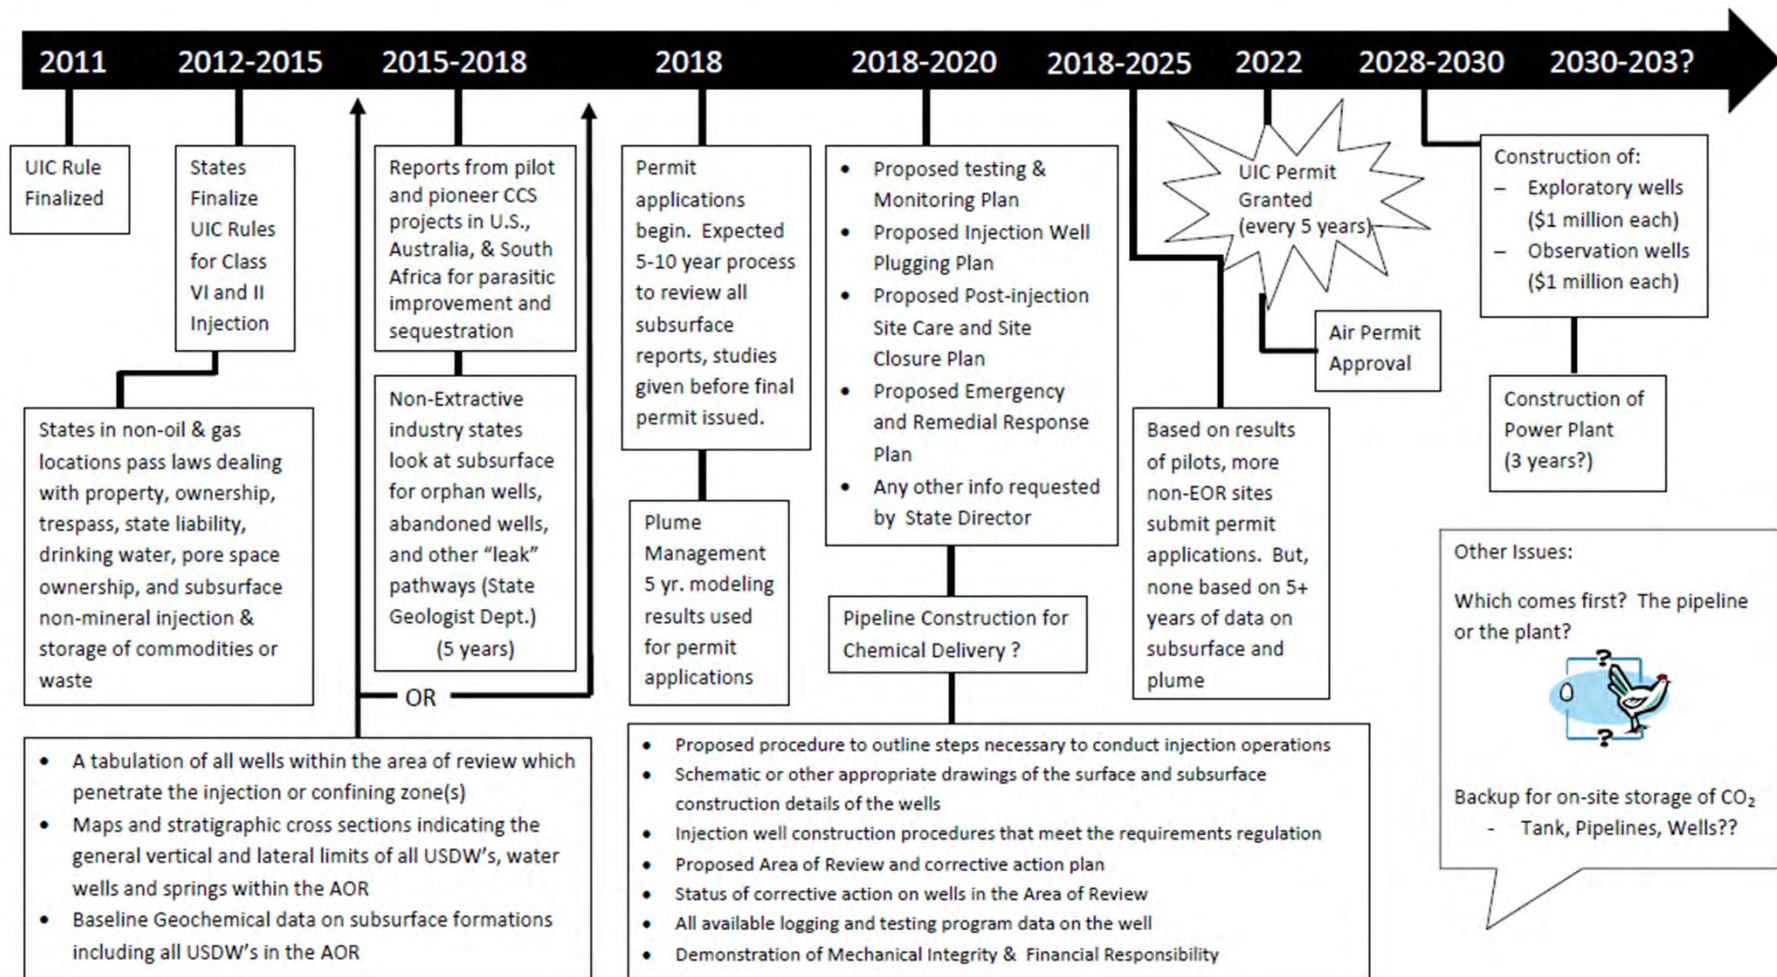 2011
2012-2015
2015-2018
2018
2018-2020
2018-2025
2022
2028-2030
2030-203?
UIC Rule
Finalized
States
Finalize
UIC Rules
for Class
VI and II
Injection
States in non-oil & gas
locations pass laws dealing
with property, ownership,
trespass, state liability,
drinking water, pore space
ownership, and subsurface
non-mineral injection &
storage of commodities or
waste
Reports from pilot
and pioneer CCS
projects in U.S.,
Australia, & South
Africa for parasitic
improvement and
sequestration
Non-Extractive
industry states
look at subsurface
for orphan wells,
abandoned wells,
and other “leak”
pathways (State
Geologist Dept.)
(5 years)
OR
• A tabulation of all wells within the area of review which
penetrate the injection or confining zone(s)
• Maps and stratigraphic cross sections indicating the
general vertical and lateral limits of all USDW's, water
wells and springs within the AOR
• Baseline Geochemical data on subsurface formations
including all USDW's in the AOR
Permit
applications
begin. Expected
5-10 year process
to review all
subsurface
reports, studies
given before final
permit issued.
Plume
Management
5 yr. modeling
results used
for permit
applications
• Proposed testing &
Monitoring Plan
• Proposed Injection Well
Plugging Plan
• Proposed Post-injection
Site Care and Site
Closure Plan
• Proposed Emergency
and Remedial Response
Plan
• Any other info requested
by State Director
Pipeline Construction for
Chemical Delivery ?
• Proposed procedure to outline steps necessary to conduct injection operations
• Schematic or other appropriate drawings of the surface and subsurface
construction details of the wells
• Injection well construction procedures that meet the requirements regulation
• Proposed Area of Review and corrective action plan
• Status of corrective action on wells in the Area of Review
• All available logging and testing program data on the well
• Demonstration of Mechanical Integrity & Financial Responsibility
Based on results
of pilots, more
non-EOR sites
submit permit
applications. But,
none based on 5+
years of data on
subsurface and
plume
UIC Permit
Granted
(every 5 years)
Air Permit
Approval
Construction of:
– Exploratory wells
($1 million each)
– Observation wells
($1 million each)
Construction of
Power Plant
(3 years?)
Other Issues:
Which comes first? The pipeline
or the plant?
?
?
Backup for on-site storage of CO₂
- Tank, Pipelines, Wells??